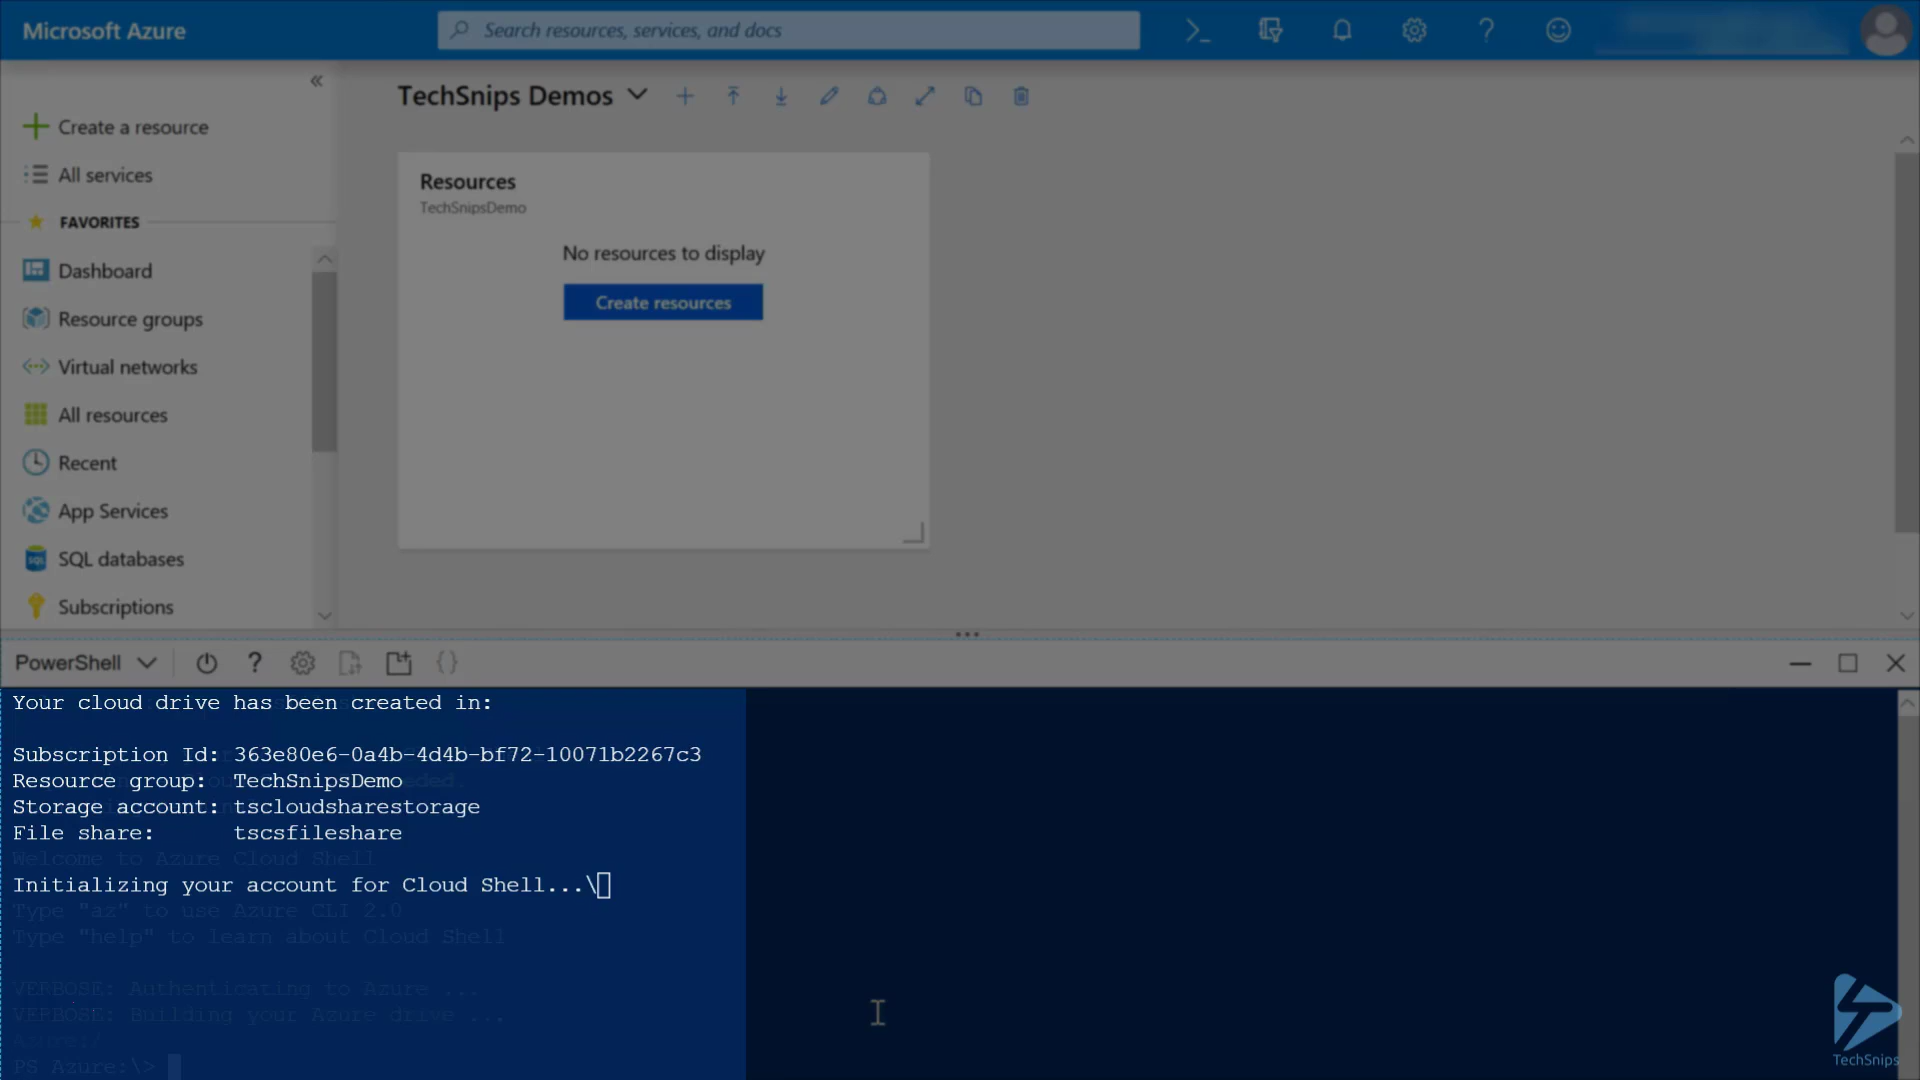 Microsoft Azure
Search resources, services, and docs
TechSnips Demos
Create a resource
All services
FAVORITES
Dashboard
Resource groups
Virtual networks
All resources
Recent
App Services
SQL databases
Subscriptions
Resources
TechSnipsDemo
No resources to display
Create resources
PowerShell
Your cloud drive has been created in:
Subscription Id: 363e80e6-0a4b-4d4b-bf72-10071b2267c3
Resource group: TechSnipsDemo
Storage account: tscloudsharestorage
File share: tscsfileshare
Welcome to Azure Cloud Shell
Initializing your account for Cloud Shell...\
Type "az" to use Azure CLI 2.0
Type "help" to learn about Cloud Shell
VERBOSE: Authenticating to Azure ...
VERBOSE: Building your Azure drive ...
Azure:/
PS Azure:\>
TechSnips